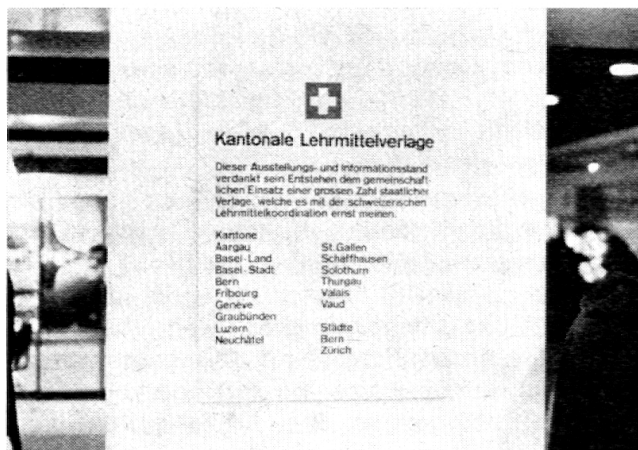 Kantonale Lehrmittelverlage
Dieser Ausstellungs- und Informationsstand
verdankt sein Entstehen dem gemeinschaft-
lichen Einsatz einer grossen Zahl staatlicher
Verlage, welche es mit der schweizerischen
Lehrmittelkoordination ernst meinen.
Kantone
Aargau
Basel-Land
Basel-Stadt
Bern
Fribourg
Genève
Graubünden
Luzern
Neuchâtel
St.Gallen
Schaffhausen
Solothurn
Thurgau
Valais
Vaud
Städte
Bern
Zürich